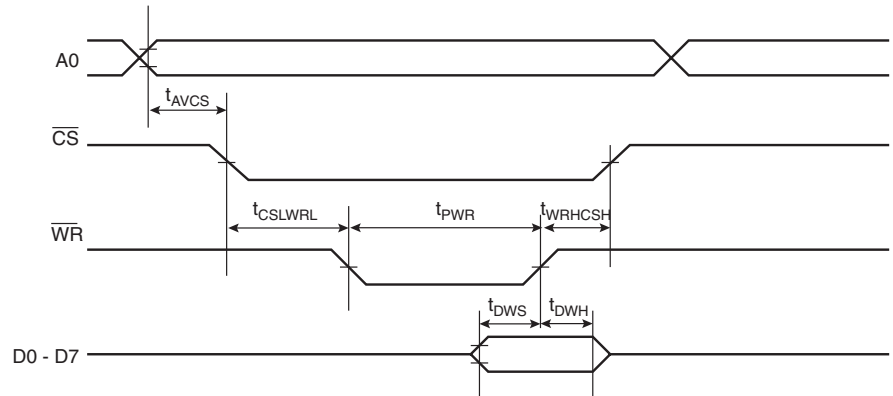 A0
tAVCS
CS
tCSLWRL
tPWR
tWRHCSH
WR
tDWS
tDWH
D0 - D7